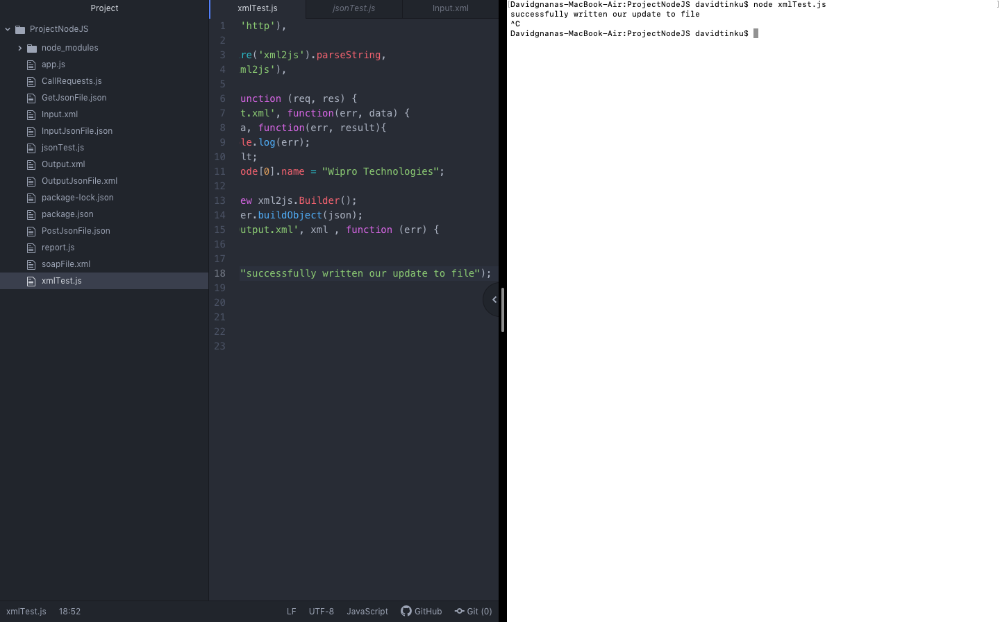 Project
ProjectNodeJS
node_modules
app.js
CallRequests.js
GetJsonFile.json
Input.xml
InputJsonFile.json
jsonTest.js
Output.xml
OutputJsonFile.xml
package-lock.json
package.json
PostJsonFile.json
report.js
soapFile.xml
xmlTest.js
xmlTest.js jsonTest.js Input.xml
1 'http'),
2
3 re('xml2js').parseString,
4 ml2js'),
5
6 unction (req, res) {
7 t.xml', function(err, data) {
8 a, function(err, result){
9 le.log(err);
10 lt;
11 ode[0].name = "Wipro Technologies";
12
13 ew xml2js.Builder();
14 er.buildObject(json);
15 utput.xml', xml , function (err) {
16
17
18 "successfully written our update to file");
19
20
21
22
23
xmlTest.js 18:52 LF UTF-8 JavaScript GitHub Git (0)
[Davidgnanas-MacBook-Air:ProjectNodeJS davidtinku$ node xmlTest.js ]
successfully written our update to file
^C
Davidgnanas-MacBook-Air:ProjectNodeJS davidtinku$